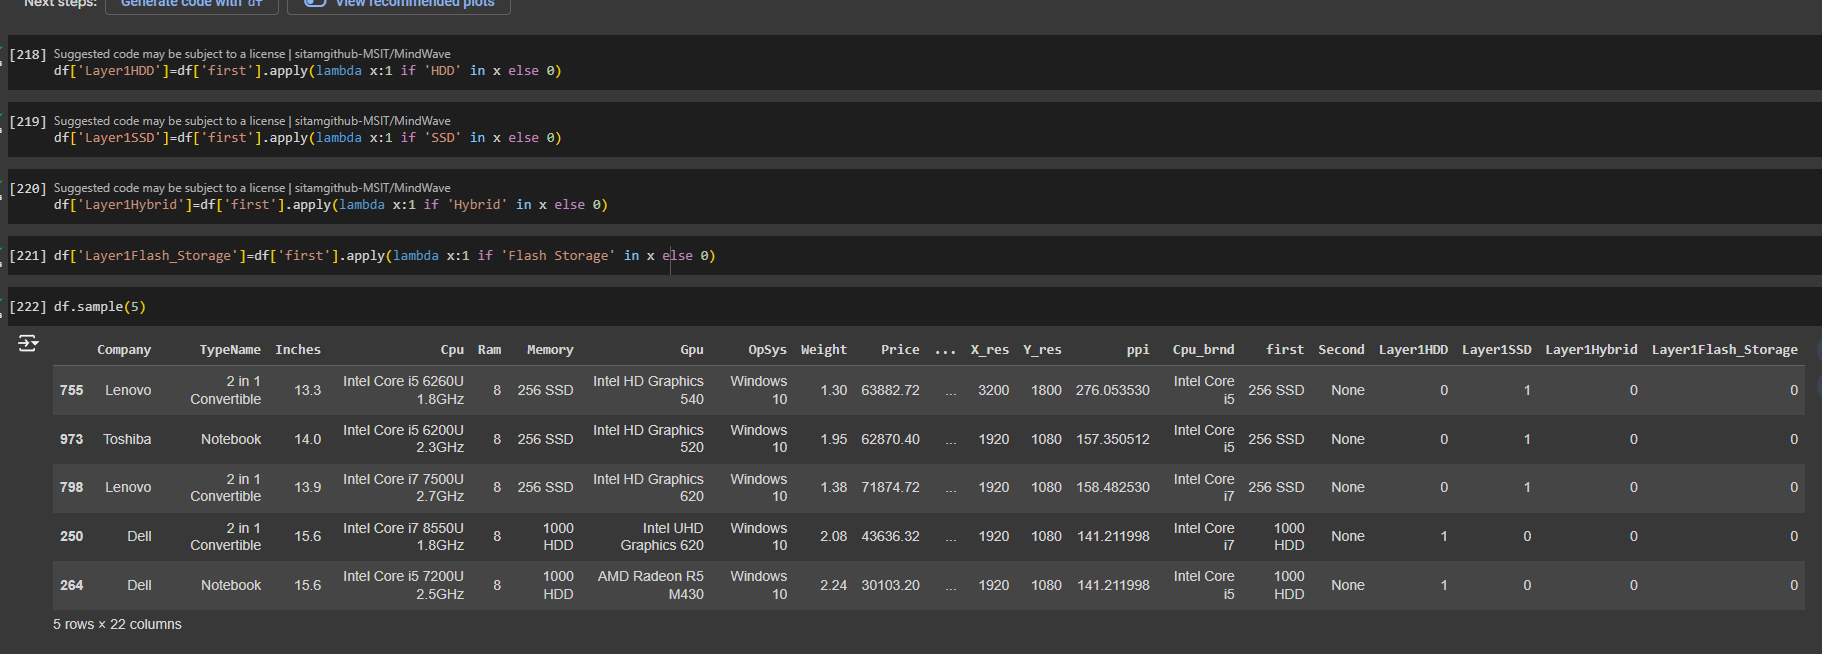 Next steps: Generate code with df View recommended plots
[218] Suggested code may be subject to a license | sitamgithub-MSIT/MindWave
df['Layer1HDD']=df['first'].apply(lambda x:1 if 'HDD' in x else 0)
[219] Suggested code may be subject to a license | sitamgithub-MSIT/MindWave
df['Layer1SSD']=df['first'].apply(lambda x:1 if 'SSD' in x else 0)
[220] Suggested code may be subject to a license | sitamgithub-MSIT/MindWave
df['Layer1Hybrid']=df['first'].apply(lambda x:1 if 'Hybrid' in x else 0)
[221] df['Layer1Flash_Storage']=df['first'].apply(lambda x:1 if 'Flash Storage' in x else 0)
[222] df.sample(5)
Company TypeName Inches Cpu Ram Memory Gpu OpSys Weight Price ... X_res Y_res ppi Cpu_brnd first Second Layer1HDD Layer1SSD Layer1Hybrid Layer1Flash_Storage
755 Lenovo 2 in 1 Convertible 13.3 Intel Core i5 6260U 1.8GHz 8 256 SSD Intel HD Graphics 540 Windows 10 1.30 63882.72 ... 3200 1800 276.053530 Intel Core i5 256 SSD None 0 1 0 0
973 Toshiba Notebook 14.0 Intel Core i5 6200U 2.3GHz 8 256 SSD Intel HD Graphics 520 Windows 10 1.95 62870.40 ... 1920 1080 157.350512 Intel Core i5 256 SSD None 0 1 0 0
798 Lenovo 2 in 1 Convertible 13.9 Intel Core i7 7500U 2.7GHz 8 256 SSD Intel HD Graphics 620 Windows 10 1.38 71874.72 ... 1920 1080 158.482530 Intel Core i7 256 SSD None 0 1 0 0
250 Dell 2 in 1 Convertible 15.6 Intel Core i7 8550U 1.8GHz 8 1000 HDD Intel UHD Graphics 620 Windows 10 2.08 43636.32 ... 1920 1080 141.211998 Intel Core i7 1000 HDD None 1 0 0 0
264 Dell Notebook 15.6 Intel Core i5 7200U 2.5GHz 8 1000 HDD AMD Radeon R5 M430 Windows 10 2.24 30103.20 ... 1920 1080 141.211998 Intel Core i5 1000 HDD None 1 0 0 0
5 rows × 22 columns